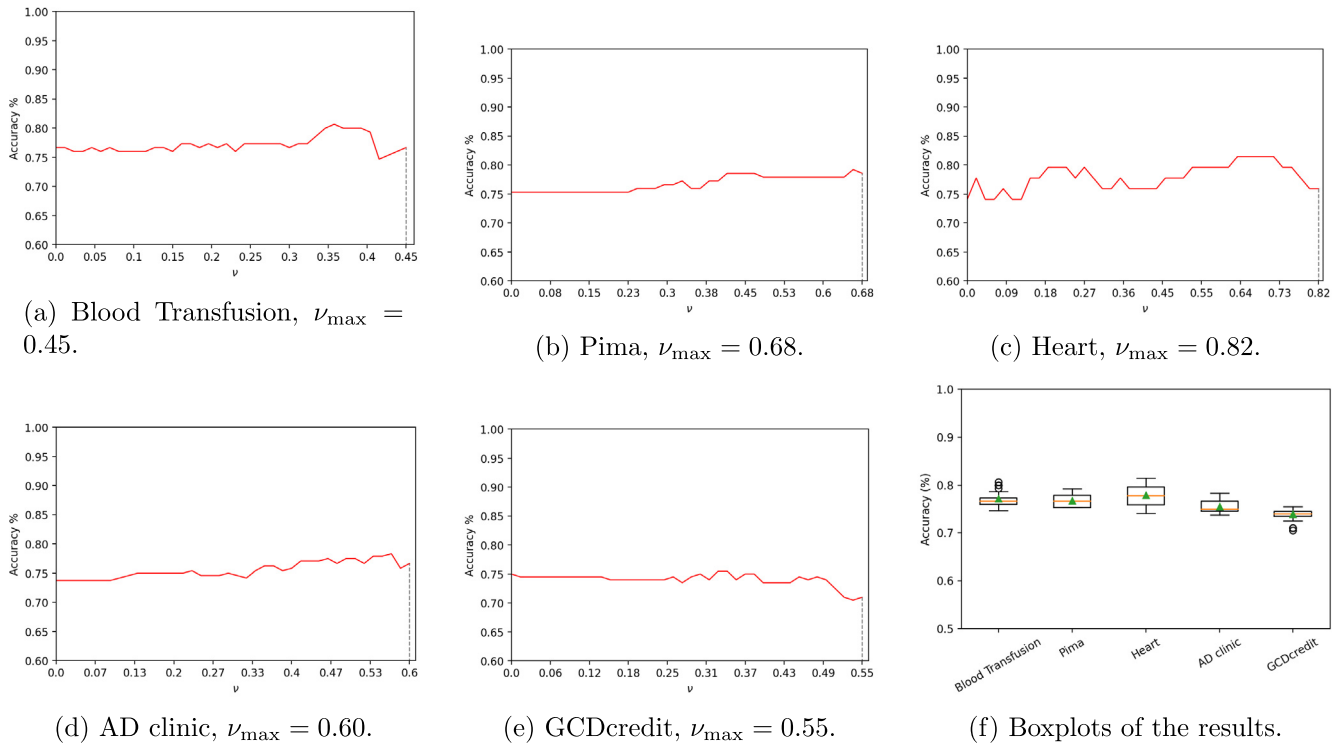 1.00
0.95
0.90
0.85
0.80
0.75
0.70
0.65
0.60
Accuracy %
0.0 0.05 0.1 0.15 0.2 0.25 0.3 0.35 0.4 0.45
ν
(a) Blood Transfusion, νmax =
0.45.
1.00
0.95
0.90
0.85
0.80
0.75
0.70
0.65
0.60
Accuracy %
0.0 0.08 0.15 0.23 0.3 0.38 0.45 0.53 0.6 0.68
ν
(b) Pima, νmax = 0.68.
1.00
0.95
0.90
0.85
0.80
0.75
0.70
0.65
0.60
Accuracy %
0.0 0.09 0.18 0.27 0.36 0.45 0.55 0.64 0.73 0.82
ν
(c) Heart, νmax = 0.82.
1.00
0.95
0.90
0.85
0.80
0.75
0.70
0.65
0.60
Accuracy %
0.0 0.07 0.13 0.2 0.27 0.33 0.4 0.47 0.53 0.6
ν
(d) AD clinic, νmax = 0.60.
1.00
0.95
0.90
0.85
0.80
0.75
0.70
0.65
0.60
Accuracy %
0.0 0.06 0.12 0.18 0.24 0.31 0.37 0.43 0.49 0.55
ν
(e) GCDcredit, νmax = 0.55.
1.0
0.9
0.8
0.7
0.6
0.5
Accuracy (%)
Blood Transfusion Pima Heart AD clinic GCDcredit
(f) Boxplots of the results.